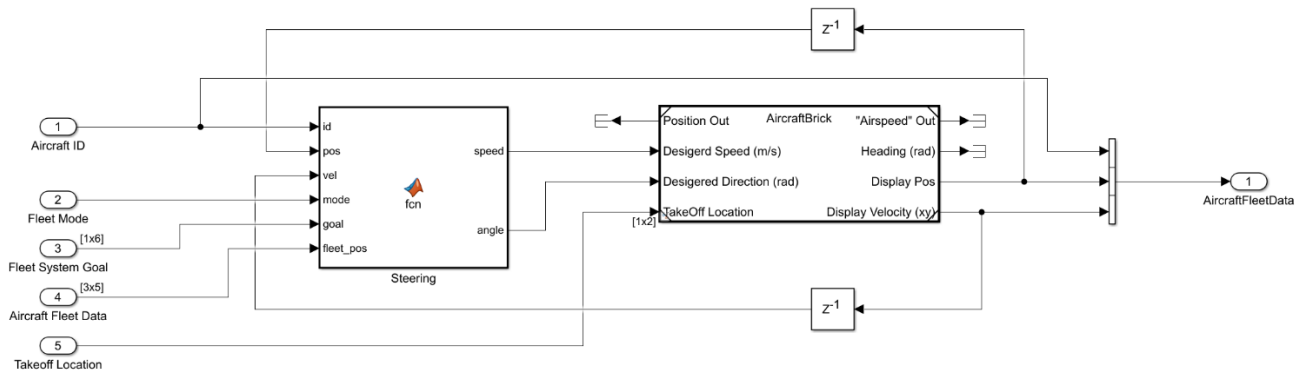 Z-1
1
Aircraft ID
2
Fleet Mode
[1x6]
3
Fleet System Goal
[3x5]
4
Aircraft Fleet Data
5
Takeoff Location
id
pos
vel
mode
goal
fleet_pos
fcn
speed
angle
Steering
Position Out
AircraftBrick
"Airspeed" Out
Desigerd Speed (m/s)
Heading (rad)
Desigered Direction (rad)
Display Pos
TakeOff Location
Display Velocity (xy)
[1x2]
Z-1
1
AircraftFleetData